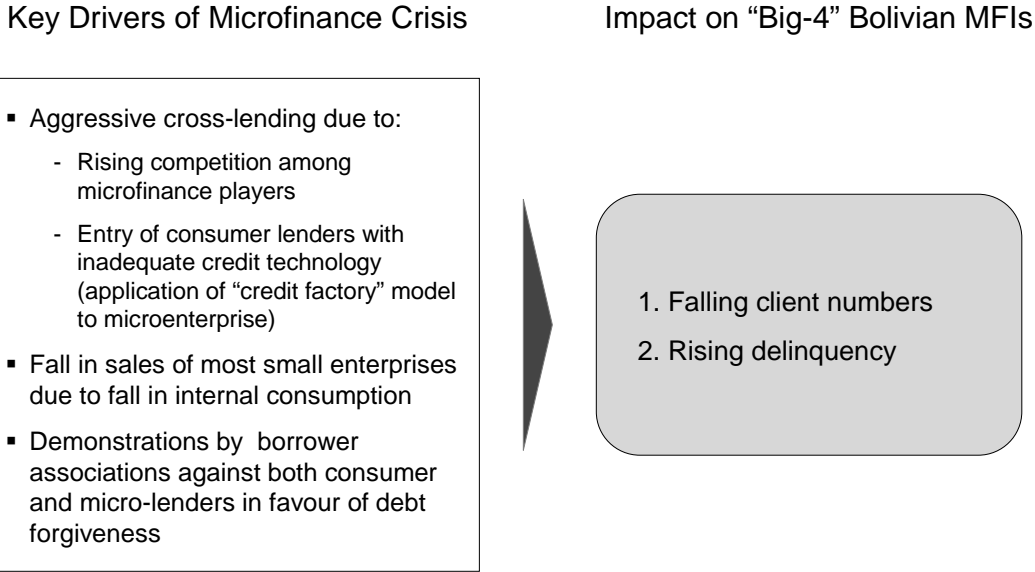 Key Drivers of Microfinance Crisis
Impact on “Big-4” Bolivian MFIs
▪ Aggressive cross-lending due to:
- Rising competition among
microfinance players
- Entry of consumer lenders with
inadequate credit technology
(application of “credit factory” model
to microenterprise)
▪ Fall in sales of most small enterprises
due to fall in internal consumption
▪ Demonstrations by  borrower
associations against both consumer
and micro-lenders in favour of debt
forgiveness
1. Falling client numbers
2. Rising delinquency